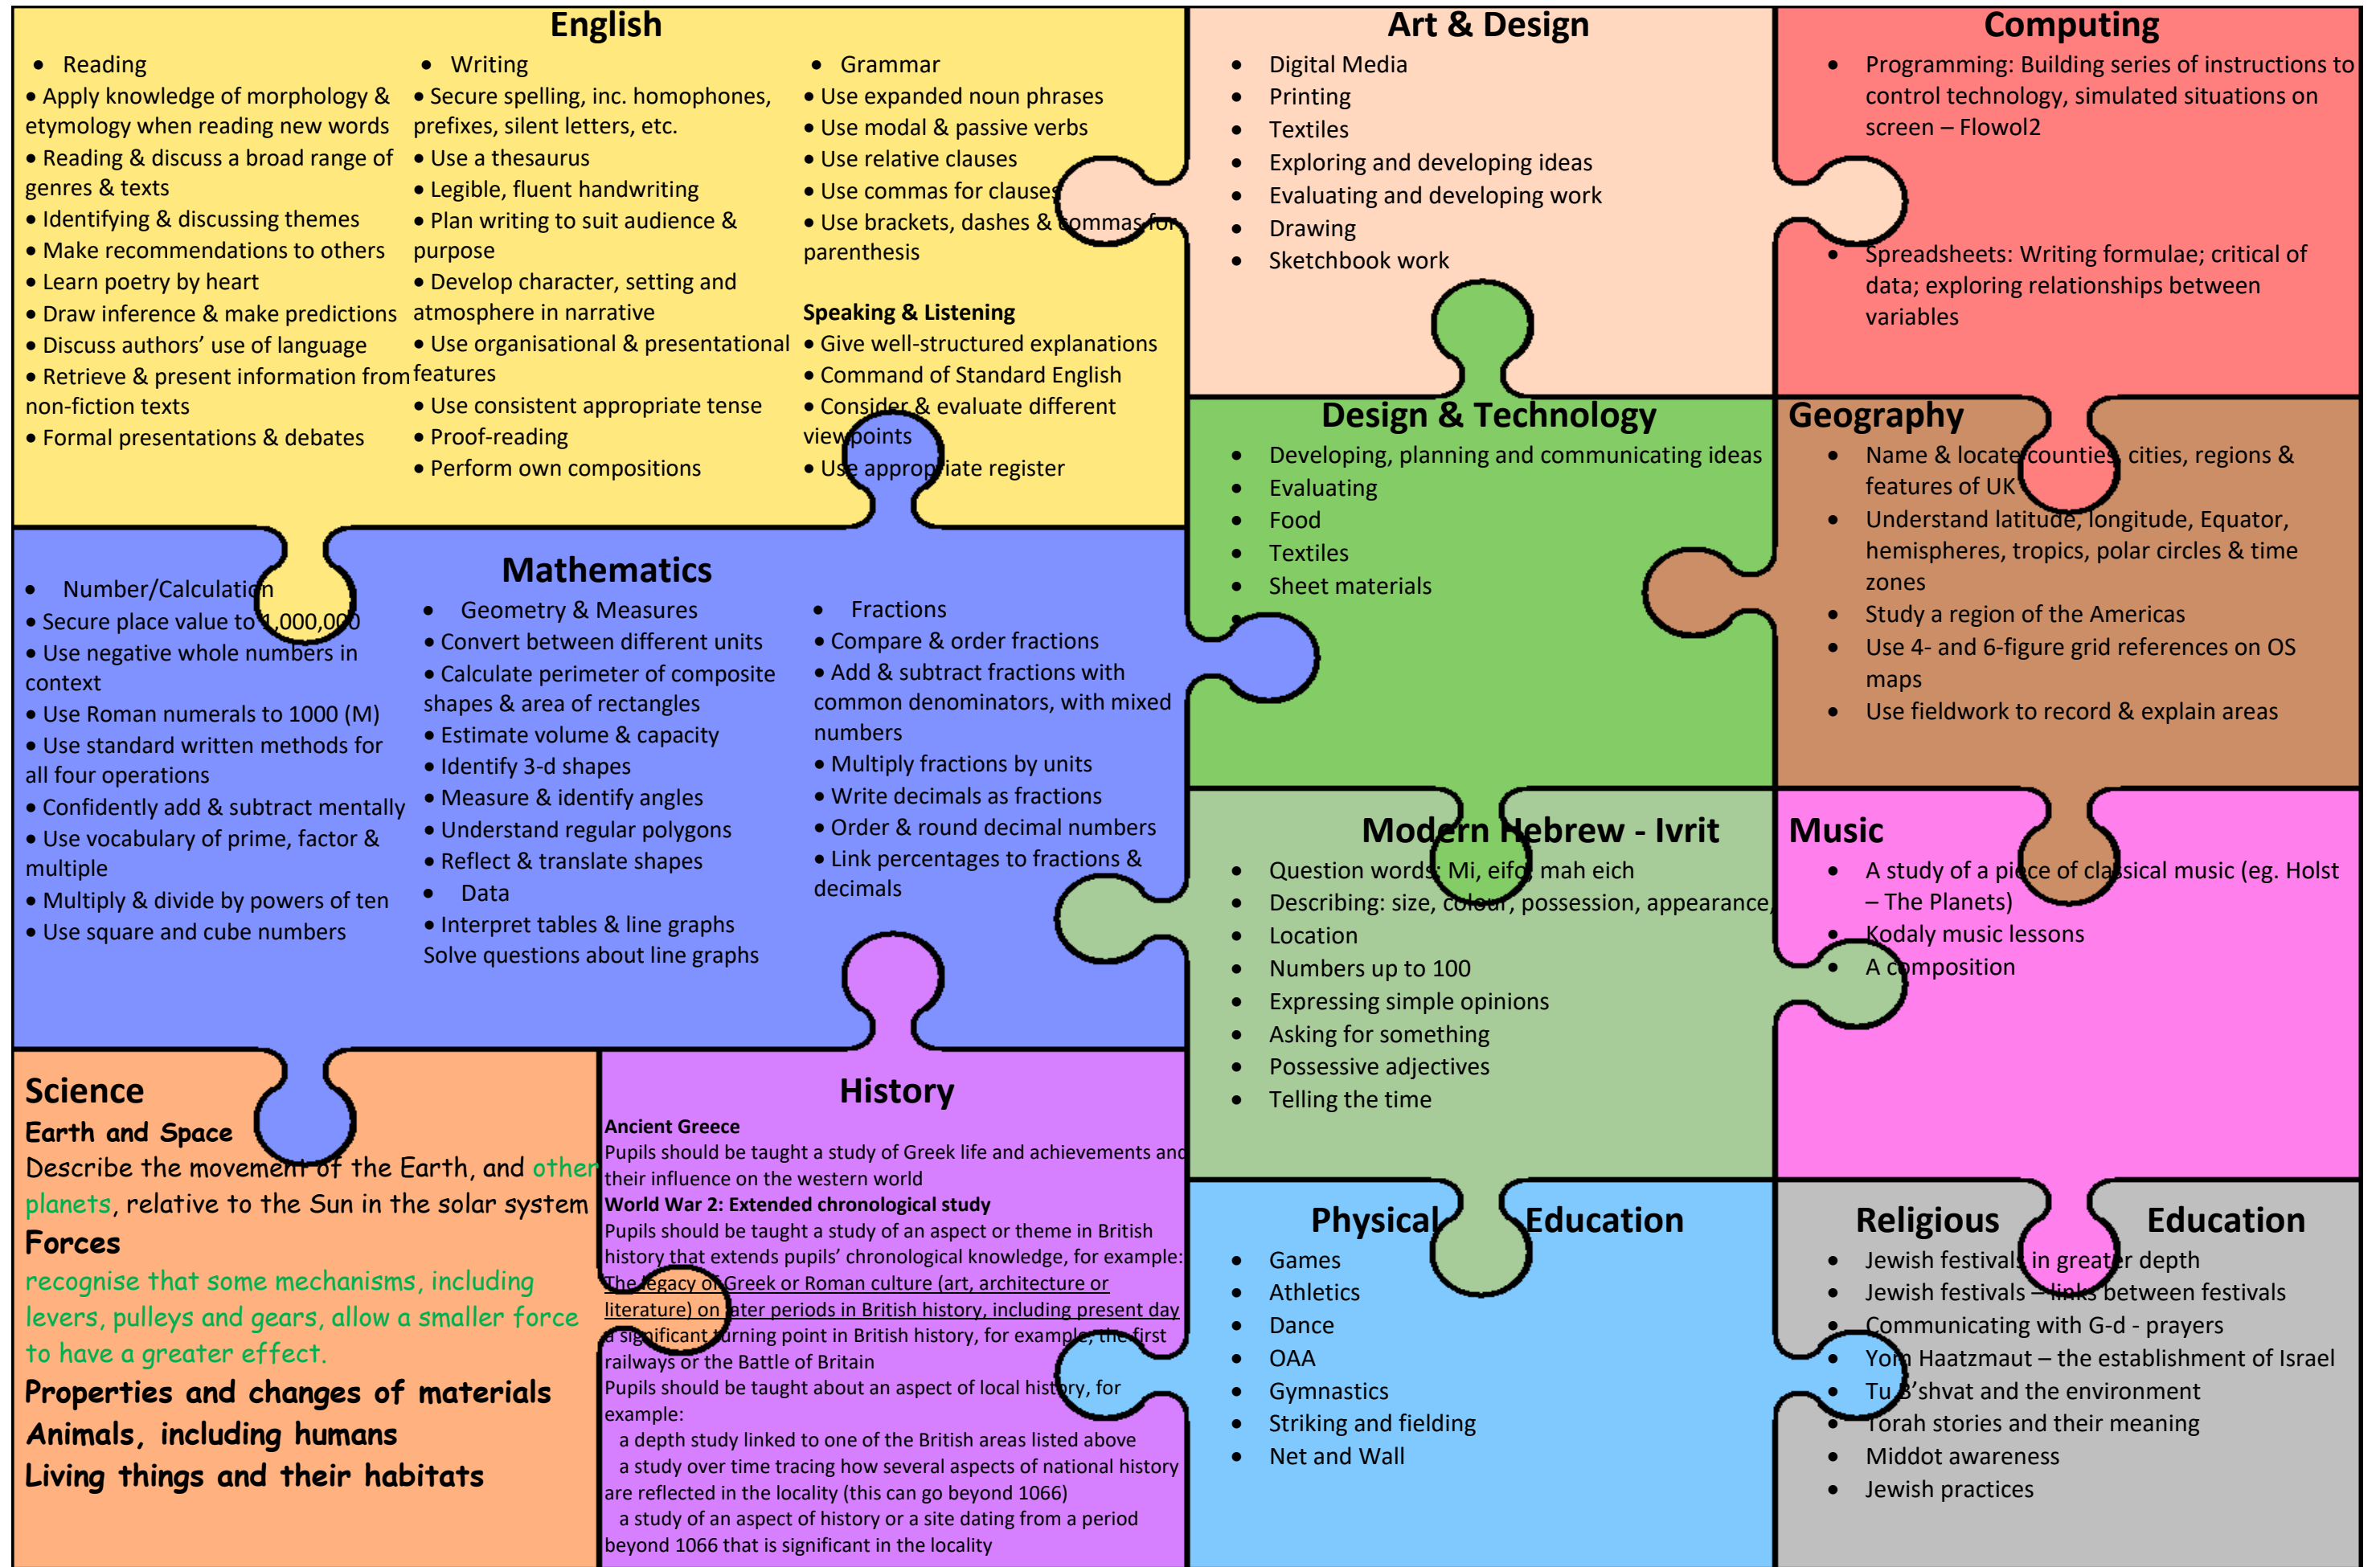 English
Reading
• Apply knowledge of morphology &
etymology when reading new words
• Reading & discuss a broad range of
genres & texts
• Identifying & discussing themes
• Make recommendations to others
• Learn poetry by heart
• Draw inference & make predictions
• Discuss authors' use of language
• Retrieve & present information from
non-fiction texts
• Formal presentations & debates
• Writing
• Secure spelling, inc. homophones,
prefixes, silent letters, etc.
• Use a thesaurus
• Legible, fluent handwriting
• Plan writing to suit audience &
purpose
• Develop character, setting and
atmosphere in narrative
• Use organisational & presentational
features
• Use consistent appropriate tense
• Proof-reading
• Perform own compositions
• Grammar
• Use expanded noun phrases
• Use modal & passive verbs
• Use relative clauses
• Use commas for clauses
• Use brackets, dashes & commas for
parenthesis
Speaking & Listening
• Give well-structured explanations
• Command of Standard English
• Consider & evaluate different
viewpoints
• Use appropriate register
Art & Design
• Digital Media
• Printing
• Textiles
• Exploring and developing ideas
• Evaluating and developing work
• Drawing
• Sketchbook work
Computing
• Programming: Building series of instructions to
control technology, simulated situations on
screen – Flowol2
• Spreadsheets: Writing formulae; critical of
data; exploring relationships between
variables
Design & Technology
• Developing, planning and communicating ideas
• Evaluating
• Food
• Textiles
• Sheet materials
•
Geography
• Name & locate counties, cities, regions &
features of UK
• Understand latitude, longitude, Equator,
hemispheres, tropics, polar circles & time
zones
• Study a region of the Americas
• Use 4- and 6-figure grid references on OS
maps
• Use fieldwork to record & explain areas
Mathematics
• Number/Calculation
• Secure place value to 1,000,000
• Use negative whole numbers in
context
• Use Roman numerals to 1000 (M)
• Use standard written methods for
all four operations
• Confidently add & subtract mentally
• Use vocabulary of prime, factor &
multiple
• Multiply & divide by powers of ten
• Use square and cube numbers
• Geometry & Measures
• Convert between different units
• Calculate perimeter of composite
shapes & area of rectangles
• Estimate volume & capacity
• Identify 3-d shapes
• Measure & identify angles
• Understand regular polygons
• Reflect & translate shapes
• Data
• Interpret tables & line graphs
Solve questions about line graphs
• Fractions
• Compare & order fractions
• Add & subtract fractions with
common denominators, with mixed
numbers
• Multiply fractions by units
• Write decimals as fractions
• Order & round decimal numbers
• Link percentages to fractions &
decimals
Modern Hebrew - Ivrit
• Question words: Mi, eifo, mah eich
• Describing: size, colour, possession, appearance,
• Location
• Numbers up to 100
• Expressing simple opinions
• Asking for something
• Possessive adjectives
• Telling the time
Music
• A study of a piece of classical music (eg. Holst
– The Planets)
• Kodaly music lessons
• A composition
Science
Earth and Space
Describe the movement of the Earth, and other
planets, relative to the Sun in the solar system
Forces
recognise that some mechanisms, including
levers, pulleys and gears, allow a smaller force
to have a greater effect.
Properties and changes of materials
Animals, including humans
Living things and their habitats
History
Ancient Greece
Pupils should be taught a study of Greek life and achievements and
their influence on the western world
World War 2: Extended chronological study
Pupils should be taught a study of an aspect or theme in British
history that extends pupils' chronological knowledge, for example:
The legacy of Greek or Roman culture (art, architecture or
literature) on later periods in British history, including present day
a significant turning point in British history, for example, the first
railways or the Battle of Britain
Pupils should be taught about an aspect of local history, for
example:
a depth study linked to one of the British areas listed above
a study over time tracing how several aspects of national history
are reflected in the locality (this can go beyond 1066)
a study of an aspect of history or a site dating from a period
beyond 1066 that is significant in the locality
Physical Education
• Games
• Athletics
• Dance
• OAA
• Gymnastics
• Striking and fielding
• Net and Wall
Religious Education
• Jewish festivals in greater depth
• Jewish festivals – links between festivals
• Communicating with G-d - prayers
• Yom Haatzmaut – the establishment of Israel
• Tu B'shvat and the environment
• Torah stories and their meaning
• Middot awareness
• Jewish practices